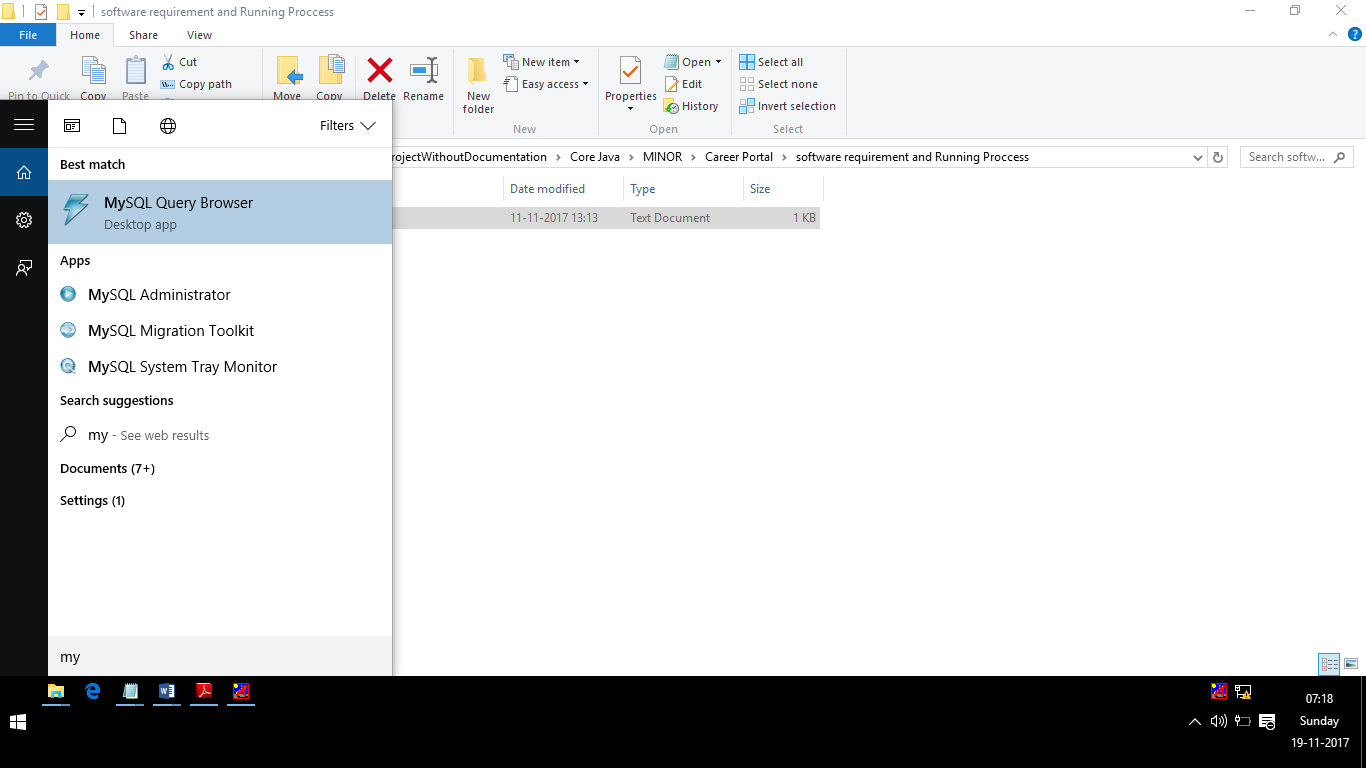 software requirement and Running Proccess
File Home Share View
Pin to Quick Copy Paste Cut Copy path Move Copy Delete Rename New folder New item Easy access Properties Open Edit History Select all Select none Invert selection
New Open Select
Filters
rojectWithoutDocumentation Core Java MINOR Career Portal software requirement and Running Proccess Search softw...
Best match
MySQL Query Browser
Desktop app
Date modified Type Size
11-11-2017 13:13 Text Document 1 KB
Apps
MySQL Administrator
MySQL Migration Toolkit
MySQL System Tray Monitor
Search suggestions
my - See web results
Documents (7+)
Settings (1)
my
07:18
Sunday
19-11-2017